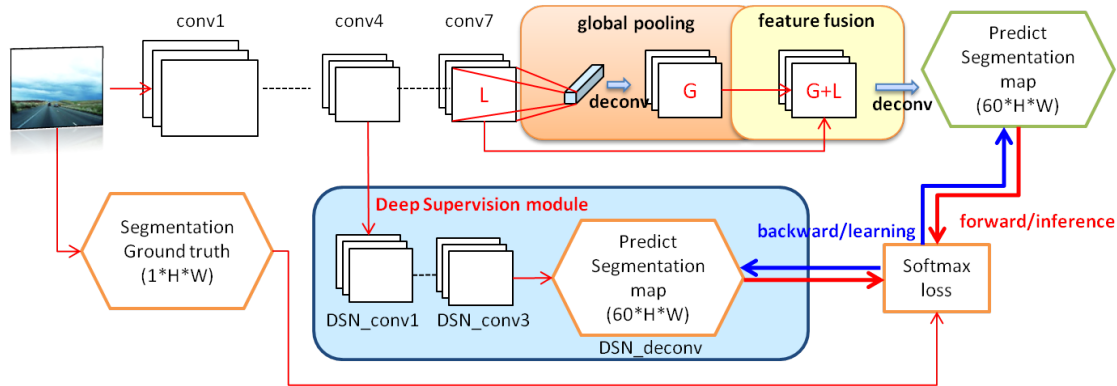 conv1
conv4
conv7
global pooling
feature fusion
L
deconv
G
G+L
deconv
Predict
Segmentation
map
(60*H*W)
Segmentation
Ground truth
(1*H*W)
Deep Supervision module
DSN_conv1
DSN_conv3
Predict
Segmentation
map
(60*H*W)
DSN_deconv
backward/learning
forward/inference
Softmax
loss